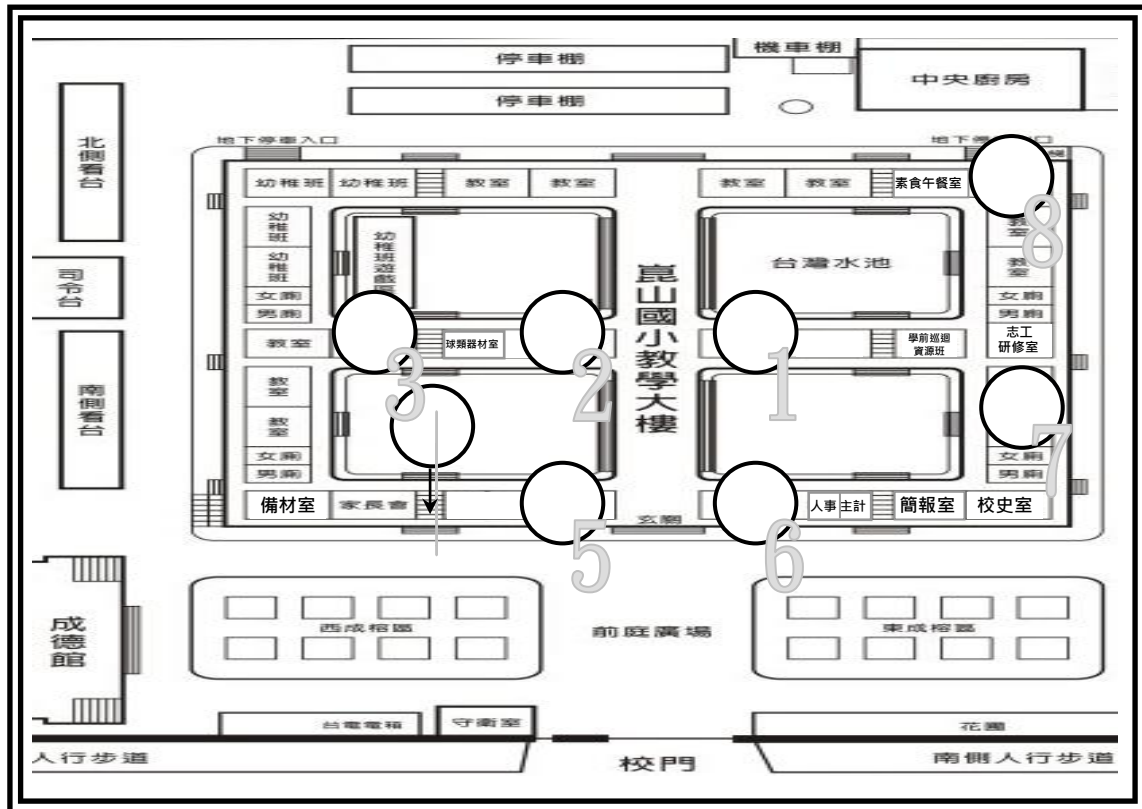 停車棚
機車棚
停車棚
中央廚房
北側看台
地下停車入口
地下停
口
幼稚班
幼稚班
教室
教室
教室
教室
素食午餐室
幼稚班
幼稚班遊戲區
台灣水池
8
教室
幼稚班
教室
司令台
女廁
女廁
男廁
男廁
崑山國小教學大樓
教室
3
球類器材室
2
1
學前巡迴
資源班
志工
研修室
南側看台
教室
教室
7
女廁
女廁
男廁
男廁
備材室
家長會
5
玄關
6
人事
主計
簡報室
校史室
成德館
西成榕區
前庭廣場
東成榕區
台電電箱
守衛室
花園
人行步道
校門
南側人行步道